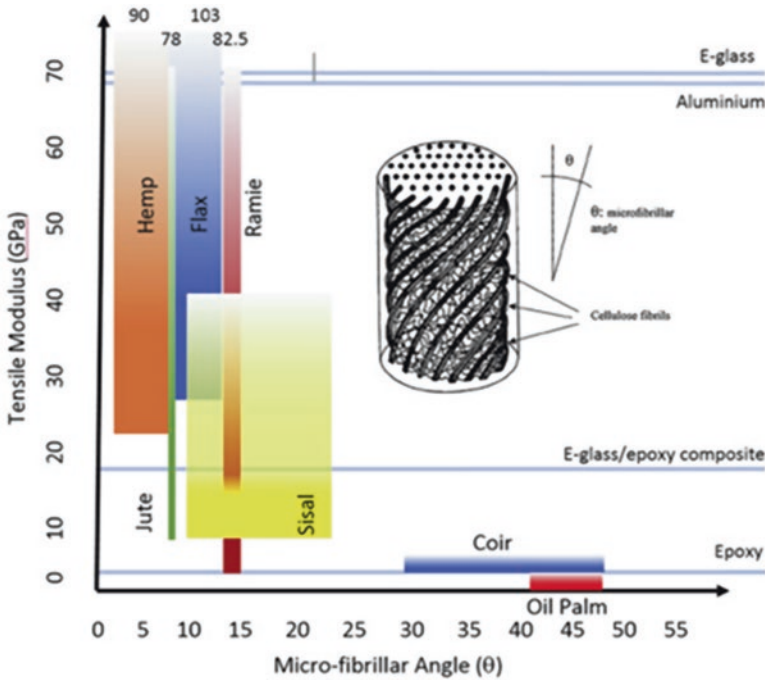 90
103
78
82.5
70
60
50
40
30
20
10
0
Tensile Modulus (GPa)
E-glass
Aluminium
Hemp
Flax
Ramie
θ
θ: microfibrillar
angle
Cellulose fibrils
E-glass/epoxy composite
Jute
Sisal
Coir
Epoxy
Oil Palm
0 5 10 15 20 25 30 35 40 45 50 55
Micro-fibrillar Angle (θ)